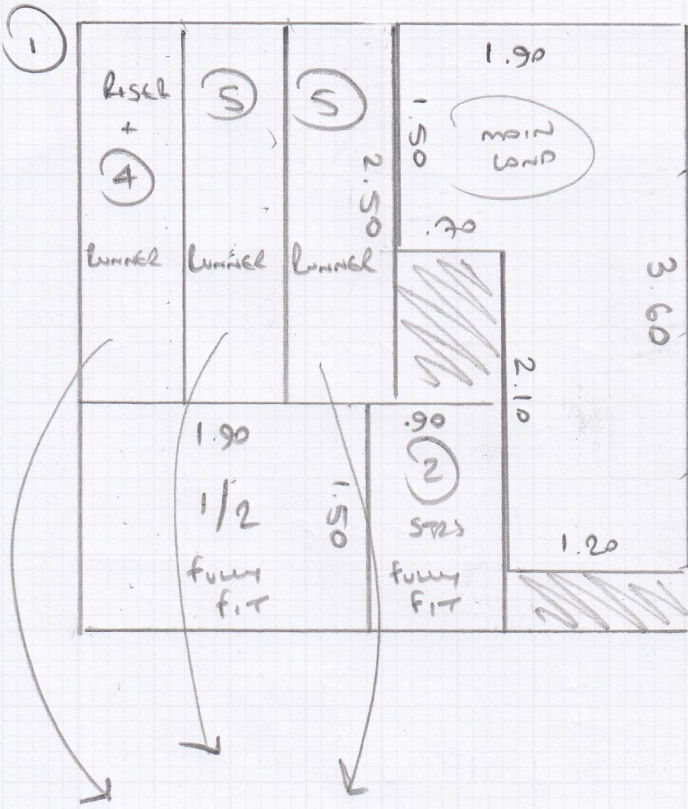 1
RISER
+
4
RUNNER
5
RUNNER
5
RUNNER
2.50
1.90
1.50
MAIN
LAND
.70
3.60
2.10
1.20
1.90
1/2
FULLY
FIT
1.50
.90
2
STRS
FULLY
FIT